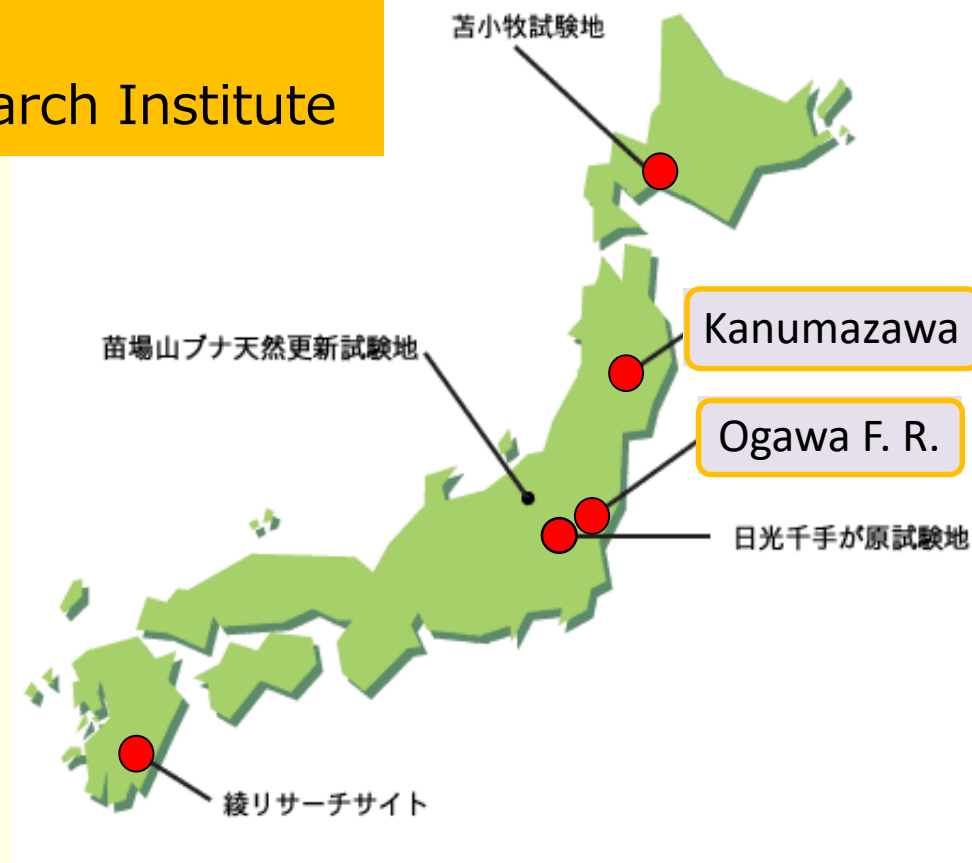 苫小牧試験地
arch Institute
Kanumazawa
苗場山ブナ天然更新試験地
Ogawa F. R.
日光千手が原試験地
綾リサーチサイト